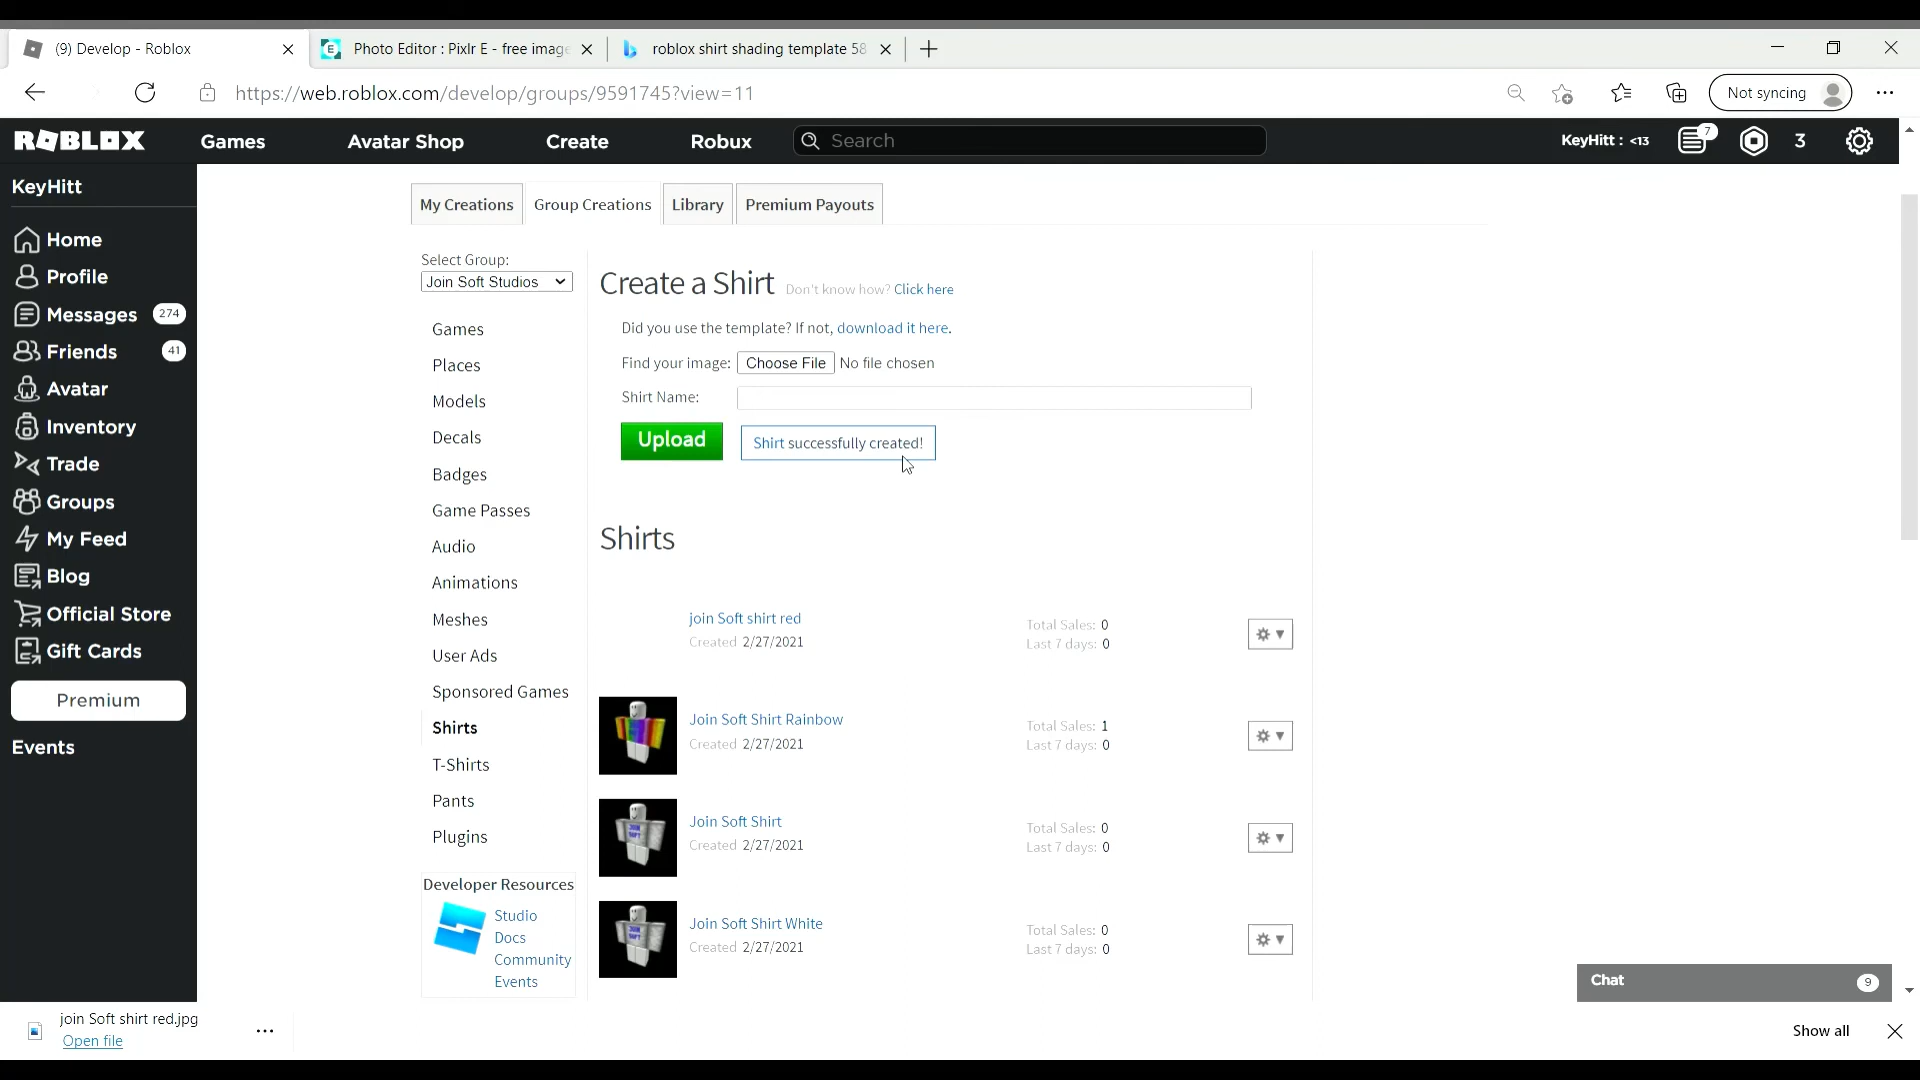 (9) Develop - Roblox
Photo Editor : Pixlr E - free image
roblox shirt shading template 58
https://web.roblox.com/develop/groups/9591745?view=11
Not syncing
ROBLOX
Games
Avatar Shop
Create
Robux
Search
KeyHitt : <13
7
3
KeyHitt
Home
Profile
Messages 274
Friends 41
Avatar
Inventory
Trade
Groups
My Feed
Blog
Official Store
Gift Cards
Premium
Events
My Creations
Group Creations
Library
Premium Payouts
Select Group:
Join Soft Studios
Games
Places
Models
Decals
Badges
Game Passes
Audio
Animations
Meshes
User Ads
Sponsored Games
Shirts
T-Shirts
Pants
Plugins
Developer Resources
Studio
Docs
Community
Events
Create a Shirt Don't know how? Click here
Did you use the template? If not, download it here.
Find your image: Choose File No file chosen
Shirt Name:
Upload
Shirt successfully created!
Shirts
join Soft shirt red
Created 2/27/2021
Total Sales: 0
Last 7 days: 0
Join Soft Shirt Rainbow
Created 2/27/2021
Total Sales: 1
Last 7 days: 0
JOIN
SOFT
Join Soft Shirt
Created 2/27/2021
Total Sales: 0
Last 7 days: 0
JOIN
SOFT
Join Soft Shirt White
Created 2/27/2021
Total Sales: 0
Last 7 days: 0
Chat 9
join Soft shirt red.jpg
Open file
Show all